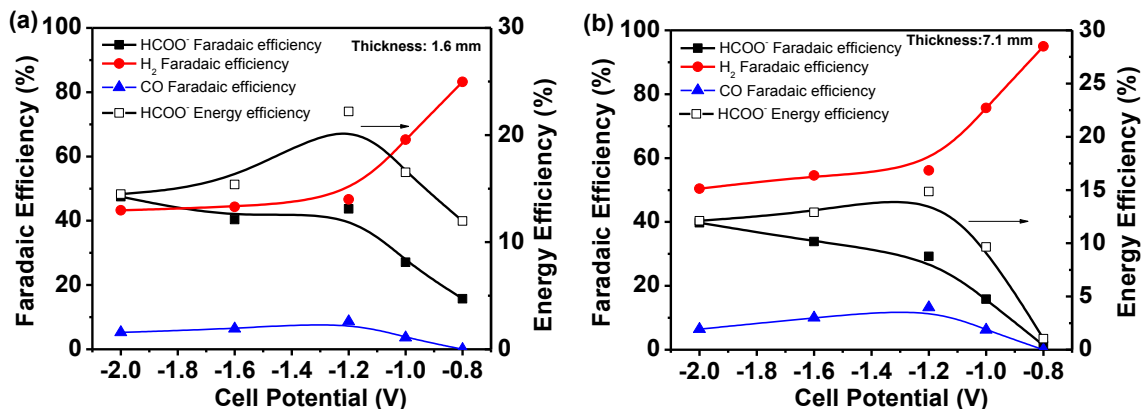 (a)
100
80
60
40
20
0
Faradaic Efficiency (%)
HCOO⁻ Faradaic efficiency
H₂ Faradaic efficiency
CO Faradaic efficiency
HCOO⁻ Energy efficiency
Thickness: 1.6 mm
30
20
10
0
Energy Efficiency (%)
-2.0 -1.8 -1.6 -1.4 -1.2 -1.0 -0.8
Cell Potential (V)
(b)
100
80
60
40
20
0
Faradaic Efficiency (%)
HCOO⁻ Faradaic efficiency
H₂ Faradaic efficiency
CO Faradaic efficiency
HCOO⁻ Energy efficiency
Thickness:7.1 mm
30
25
20
15
10
5
0
Energy Efficiency (%)
-2.0 -1.8 -1.6 -1.4 -1.2 -1.0 -0.8
Cell Potential (V)